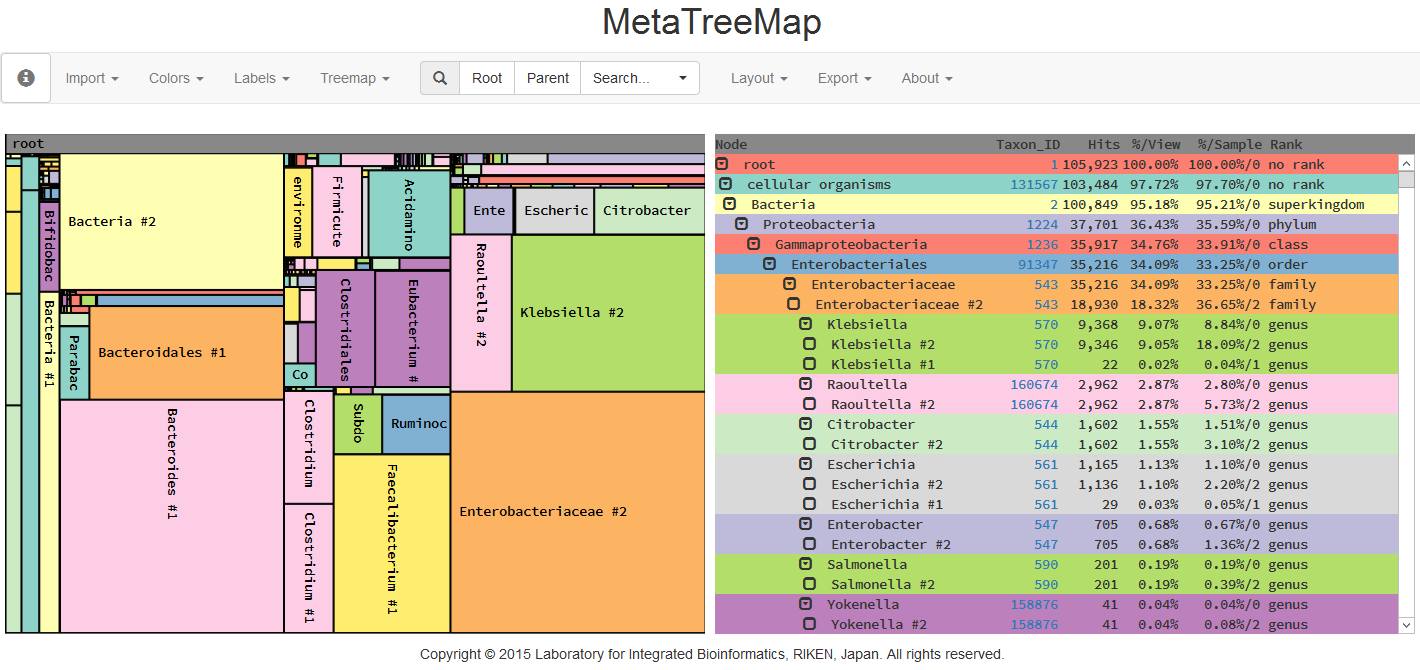 MetaTreeMap
Import Colors Labels Treemap Root Parent Search... Layout Export About
root
Bacteria #2
Bifidobac
Bacteria #1
Parabac
Bacteroidales #1
Bacteroides #1
environme
Firmicute
Acidamino
Clostridiales
Eubacterium #
Co
Clostridium
Clostridium #1
Subdo
Ruminoc
Faecalibacterium #1
Ente
Escheric
Citrobacter
Raoultella #2
Klebsiella #2
Enterobacteriaceae #2
Node Taxon_ID Hits %/View %/Sample Rank
root 1 105,923 100.00% 100.00%/0 no rank
cellular organisms 131567 103,484 97.72% 97.70%/0 no rank
Bacteria 2 100,849 95.18% 95.21%/0 superkingdom
Proteobacteria 1224 37,701 36.43% 35.59%/0 phylum
Gammaproteobacteria 1236 35,917 34.76% 33.91%/0 class
Enterobacteriales 91347 35,216 34.09% 33.25%/0 order
Enterobacteriaceae 543 35,216 34.09% 33.25%/0 family
Enterobacteriaceae #2 543 18,930 18.32% 36.65%/2 family
Klebsiella 570 9,368 9.07% 8.84%/0 genus
Klebsiella #2 570 9,346 9.05% 18.09%/2 genus
Klebsiella #1 570 22 0.02% 0.04%/1 genus
Raoultella 160674 2,962 2.87% 2.80%/0 genus
Raoultella #2 160674 2,962 2.87% 5.73%/2 genus
Citrobacter 544 1,602 1.55% 1.51%/0 genus
Citrobacter #2 544 1,602 1.55% 3.10%/2 genus
Escherichia 561 1,165 1.13% 1.10%/0 genus
Escherichia #2 561 1,136 1.10% 2.20%/2 genus
Escherichia #1 561 29 0.03% 0.05%/1 genus
Enterobacter 547 705 0.68% 0.67%/0 genus
Enterobacter #2 547 705 0.68% 1.36%/2 genus
Salmonella 590 201 0.19% 0.19%/0 genus
Salmonella #2 590 201 0.19% 0.39%/2 genus
Yokenella 158876 41 0.04% 0.04%/0 genus
Yokenella #2 158876 41 0.04% 0.08%/2 genus
Copyright © 2015 Laboratory for Integrated Bioinformatics, RIKEN, Japan. All rights reserved.